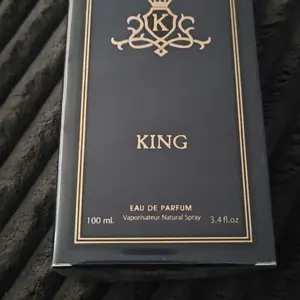 K
KING
EAU DE PARFUM
100 ml. Vaporisateur Natural Spray 3.4 fl.oz